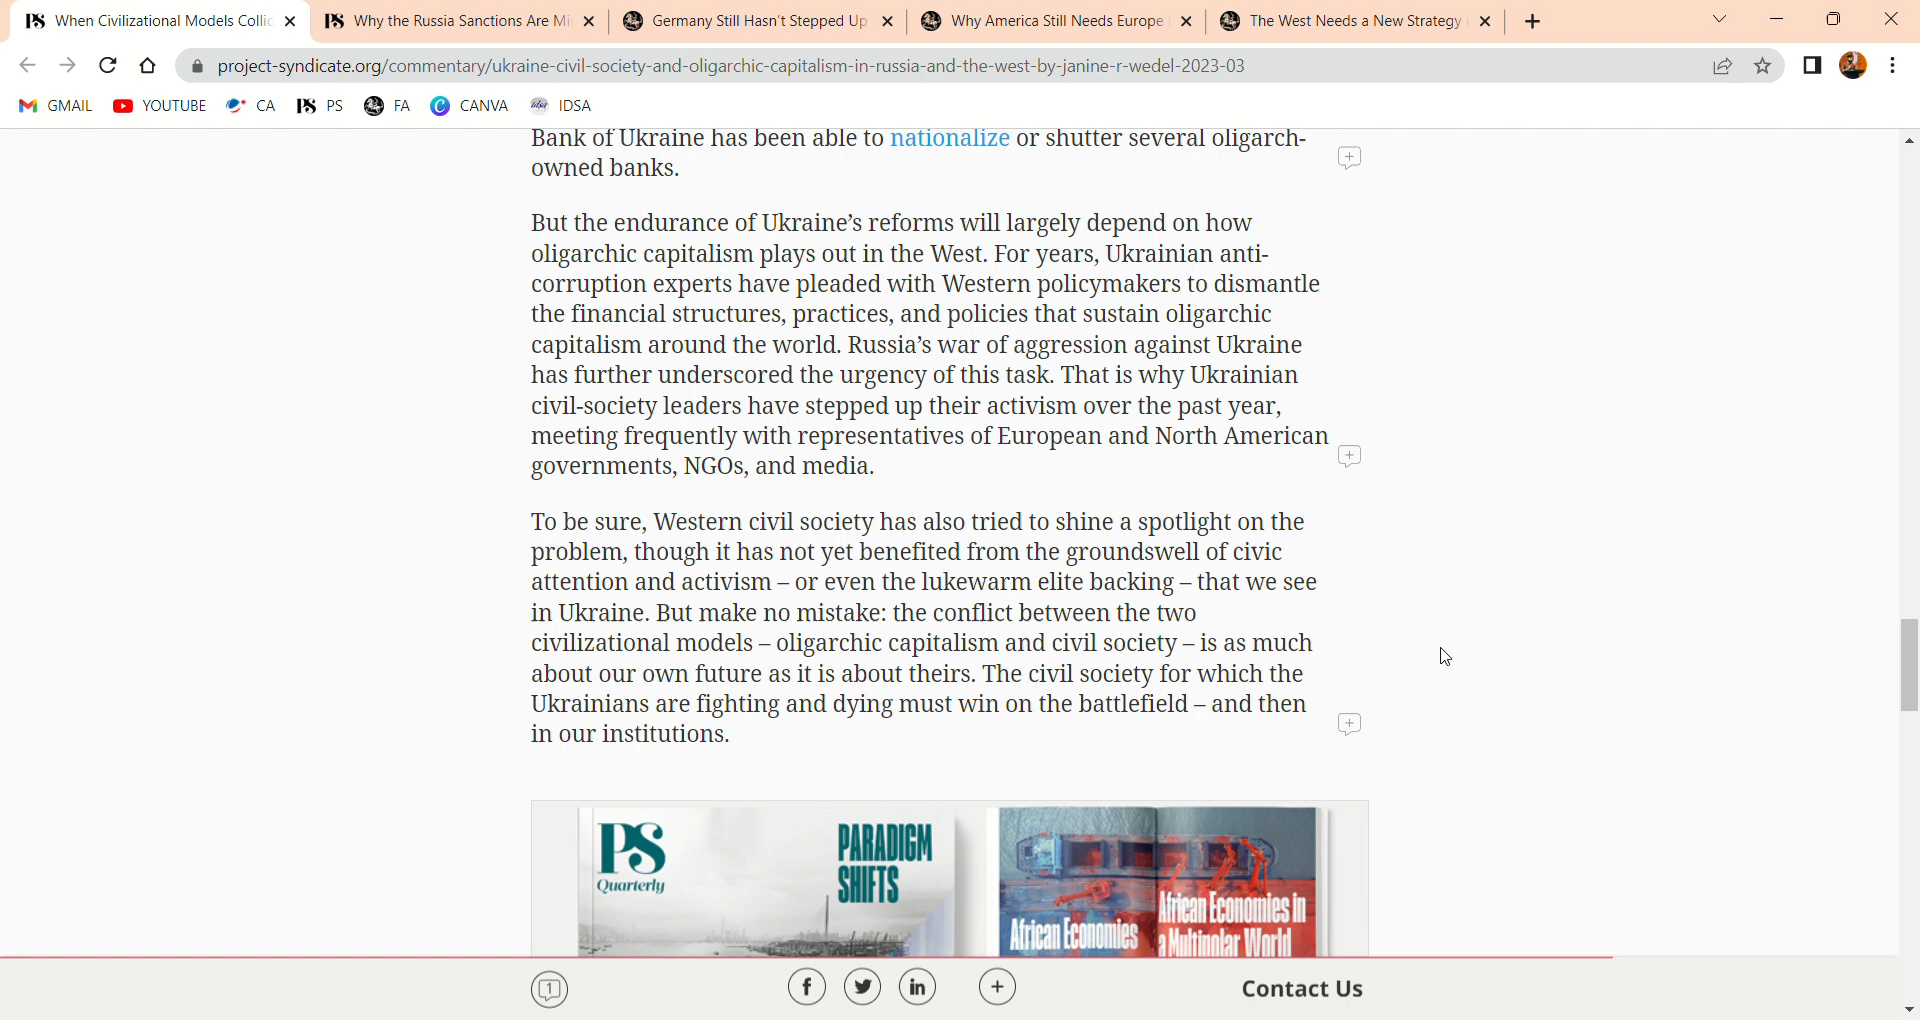 When Civilizational Models Collic
Why the Russia Sanctions Are Mi
Germany Still Hasn't Stepped Up
Why America Still Needs Europe
The West Needs a New Strategy
project-syndicate.org/commentary/ukraine-civil-society-and-oligarchic-capitalism-in-russia-and-the-west-by-janine-r-wedel-2023-03
GMAIL YOUTUBE CA PS FA CANVA IDSA
Bank of Ukraine has been able to nationalize or shutter several oligarch-
owned banks.
But the endurance of Ukraine’s reforms will largely depend on how
oligarchic capitalism plays out in the West. For years, Ukrainian anti-
corruption experts have pleaded with Western policymakers to dismantle
the financial structures, practices, and policies that sustain oligarchic
capitalism around the world. Russia’s war of aggression against Ukraine
has further underscored the urgency of this task. That is why Ukrainian
civil-society leaders have stepped up their activism over the past year,
meeting frequently with representatives of European and North American
governments, NGOs, and media.
To be sure, Western civil society has also tried to shine a spotlight on the
problem, though it has not yet benefited from the groundswell of civic
attention and activism – or even the lukewarm elite backing – that we see
in Ukraine. But make no mistake: the conflict between the two
civilizational models – oligarchic capitalism and civil society – is as much
about our own future as it is about theirs. The civil society for which the
Ukrainians are fighting and dying must win on the battlefield – and then
in our institutions.
PS
Quarterly
PARADIGM
SHIFTS
African Economies
African Economies in
a Multipolar World
1
Contact Us